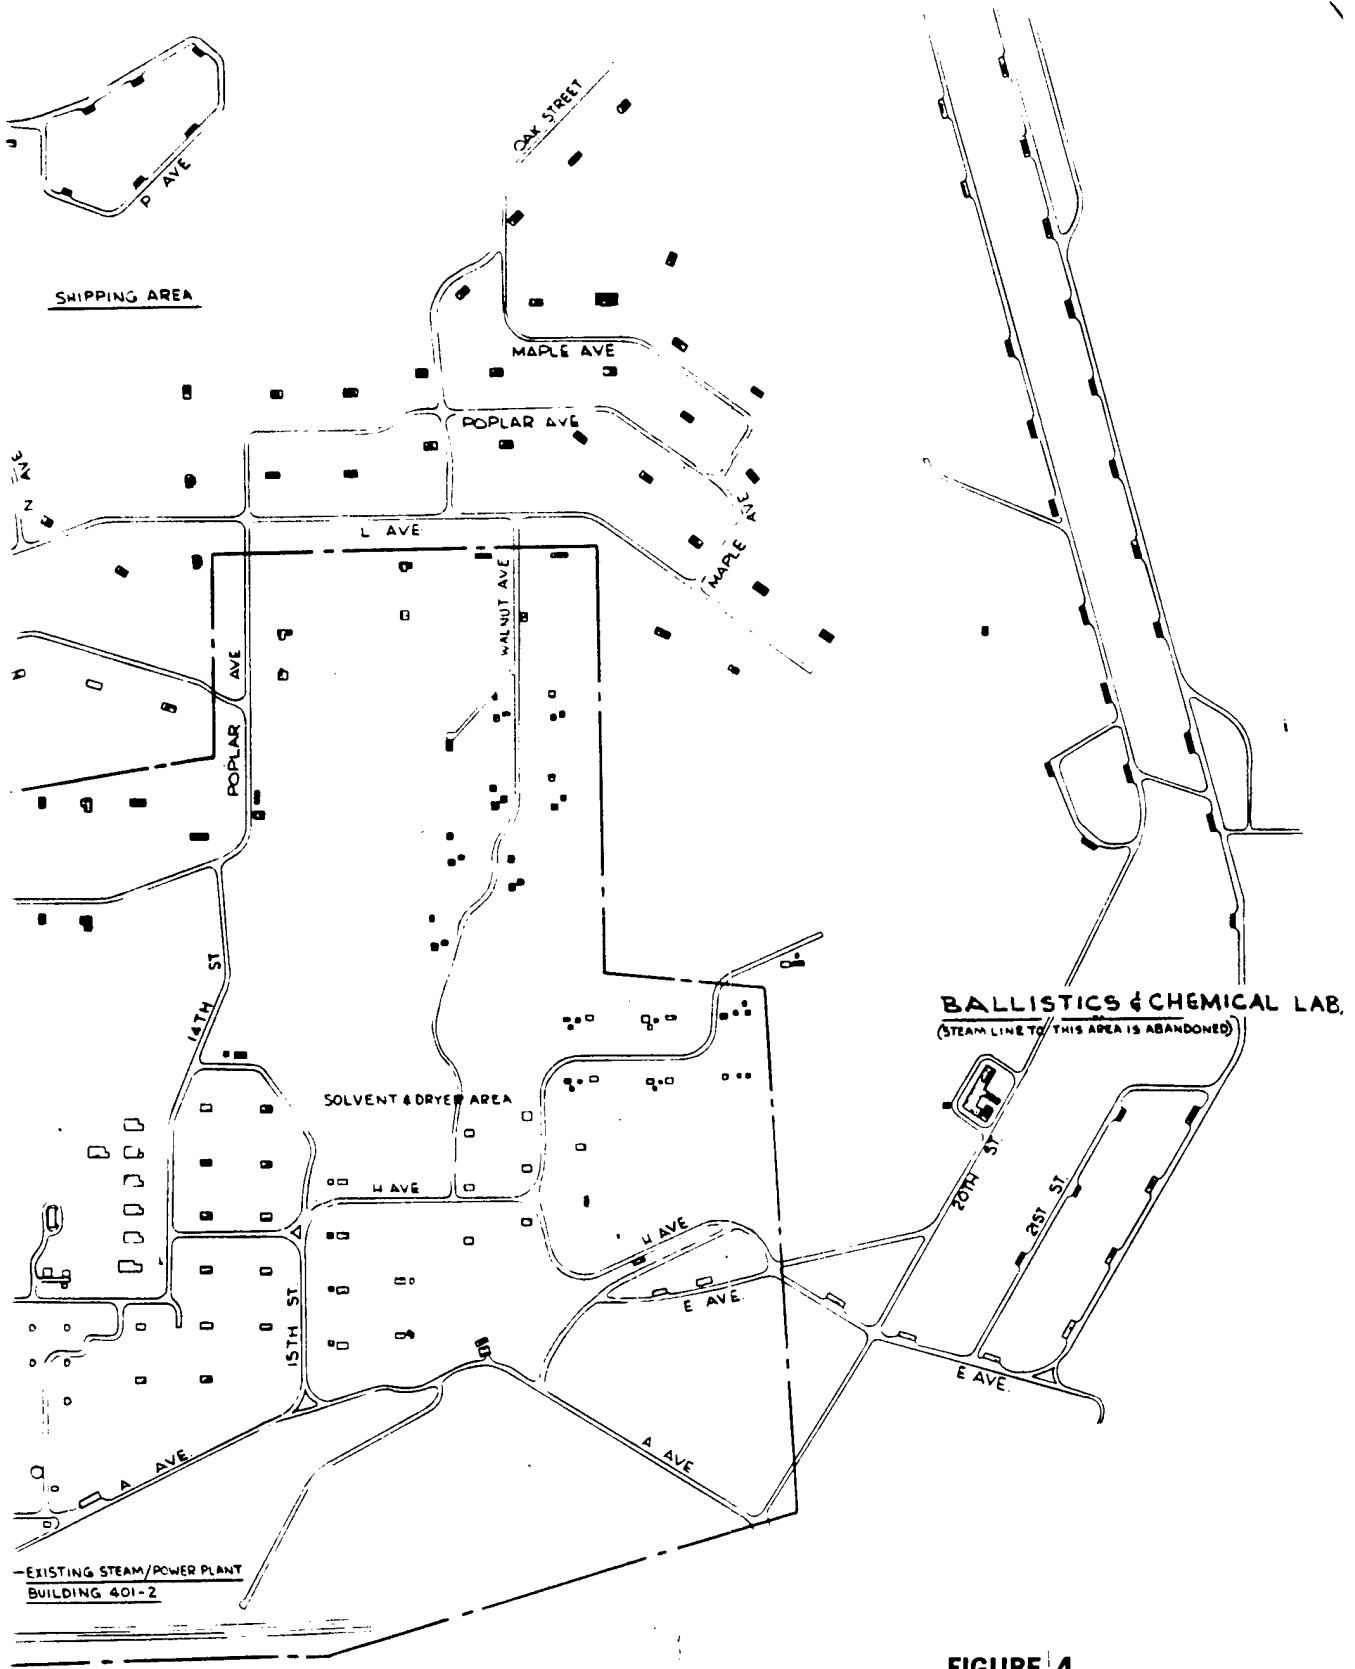 OAK STREET
P AVE
SHIPPING AREA
MAPLE AVE
POPLAR AVE
AVE
N
L AVE
MAPLE AVE
WALNUT AVE
POPLAR AVE
14TH ST
BALLISTICS & CHEMICAL LAB.
(STEAM LINE TO THIS AREA IS ABANDONED)
SOLVENT & DRYER AREA
H AVE
20TH ST
21ST ST.
H AVE
E AVE
15TH ST
E AVE.
A AVE
A AVE.
EXISTING STEAM/POWER PLANT
BUILDING 401-2
FIGURE 4